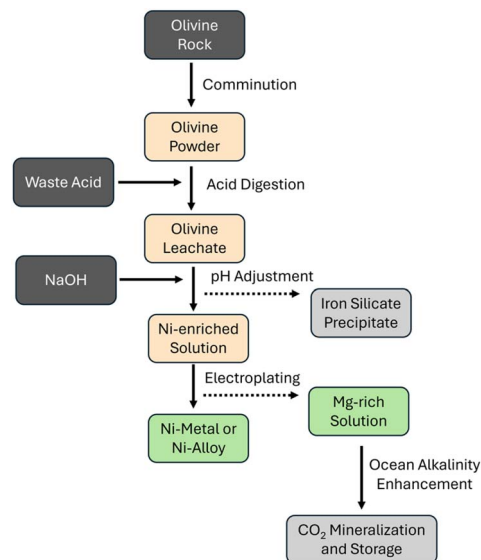 Olivine
Rock
Comminution
Olivine
Powder
Waste Acid
Acid Digestion
Olivine
Leachate
NaOH
pH Adjustment
Iron Silicate
Precipitate
Ni-enriched
Solution
Electroplating
Mg-rich
Solution
Ni-Metal or
Ni-Alloy
Ocean Alkalinity
Enhancement
CO₂ Mineralization
and Storage